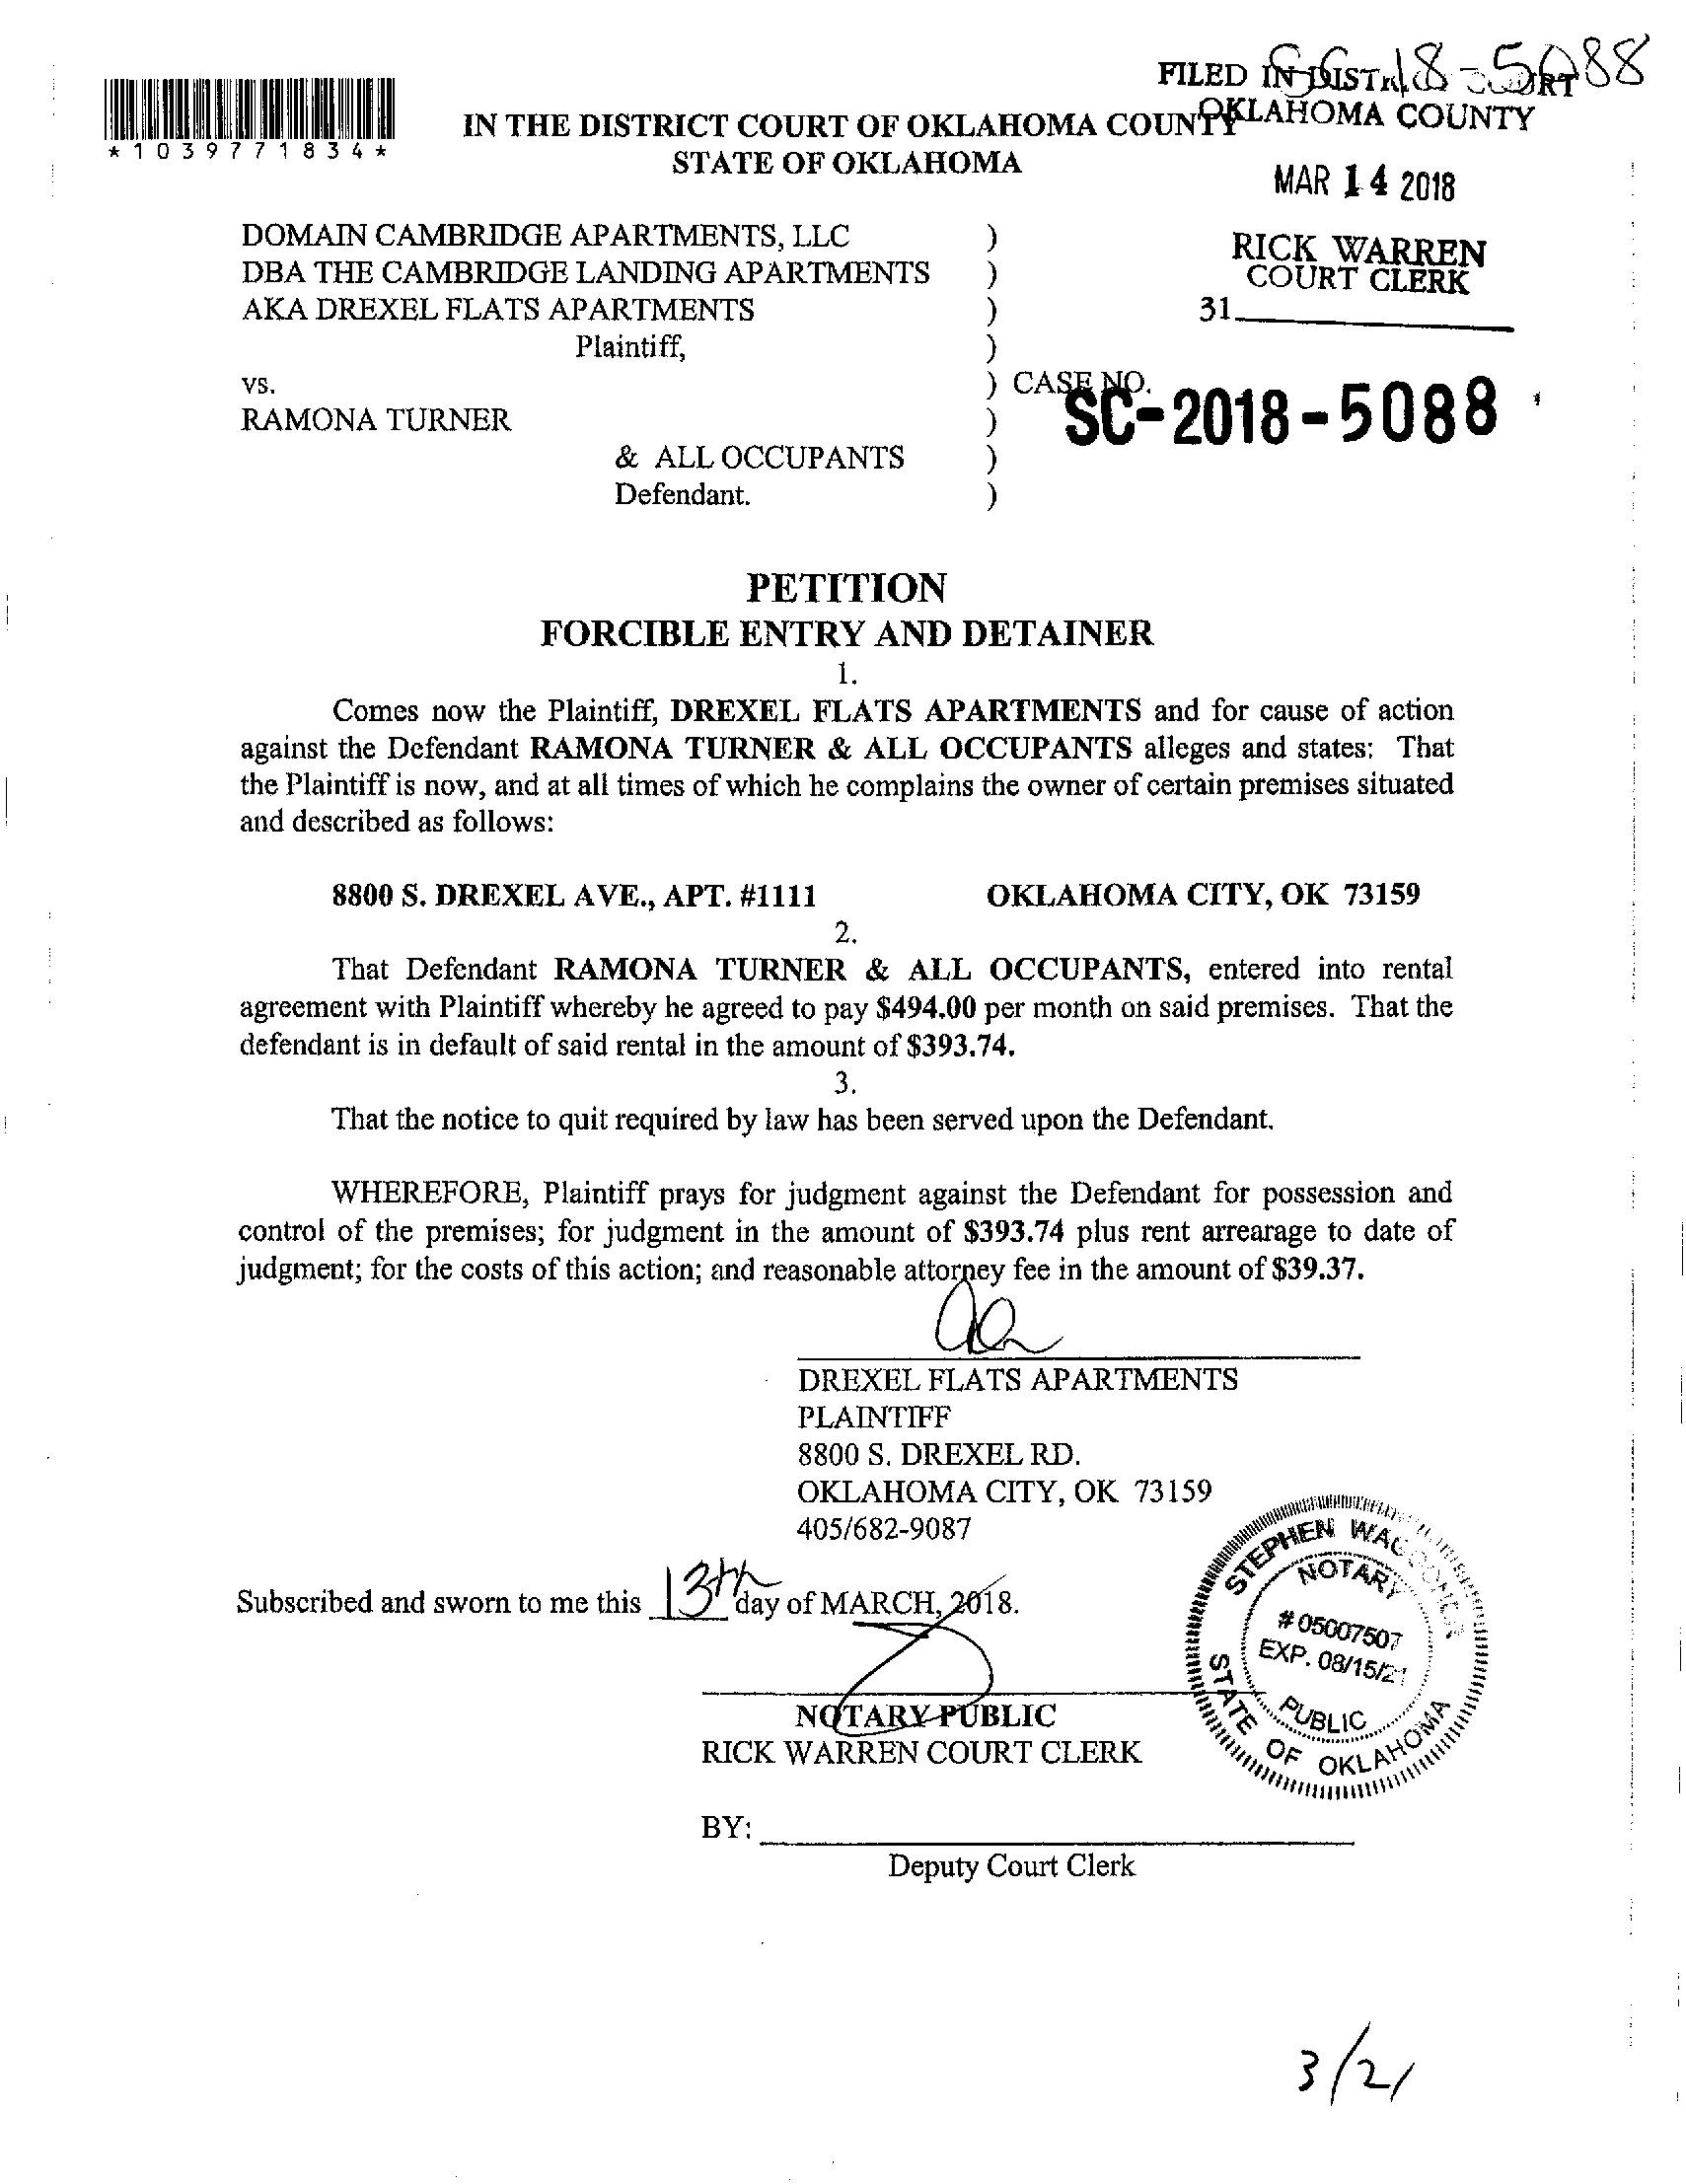 FILED IN DISTRICT COURT
SC-18-5088
OKLAHOMA COUNTY
*1039771834*
IN THE DISTRICT COURT OF OKLAHOMA COUNTY
STATE OF OKLAHOMA
MAR 14 2018
DOMAIN CAMBRIDGE APARTMENTS, LLC )
RICK WARREN
DBA THE CAMBRIDGE LANDING APARTMENTS )
COURT CLERK
AKA DREXEL FLATS APARTMENTS )
31
Plaintiff, )
vs. ) CASE NO.
SC-2018-5088
RAMONA TURNER )
& ALL OCCUPANTS )
Defendant. )
PETITION
FORCIBLE ENTRY AND DETAINER
1.
Comes now the Plaintiff, DREXEL FLATS APARTMENTS and for cause of action
against the Defendant RAMONA TURNER & ALL OCCUPANTS alleges and states: That
the Plaintiff is now, and at all times of which he complains the owner of certain premises situated
and described as follows:
8800 S. DREXEL AVE., APT. #1111 OKLAHOMA CITY, OK 73159
2.
That Defendant RAMONA TURNER & ALL OCCUPANTS, entered into rental
agreement with Plaintiff whereby he agreed to pay $494.00 per month on said premises. That the
defendant is in default of said rental in the amount of $393.74.
3.
That the notice to quit required by law has been served upon the Defendant.
WHEREFORE, Plaintiff prays for judgment against the Defendant for possession and
control of the premises; for judgment in the amount of $393.74 plus rent arrearage to date of
judgment; for the costs of this action; and reasonable attorney fee in the amount of $39.37.
DREXEL FLATS APARTMENTS
PLAINTIFF
8800 S. DREXEL RD.
OKLAHOMA CITY, OK 73159
405/682-9087
Subscribed and sworn to me this 13th day of MARCH, 2018.
STEPHEN WAGGONER
NOTARY
# 05007507
EXP. 08/15/21
PUBLIC
STATE OF OKLAHOMA
NOTARY PUBLIC
RICK WARREN COURT CLERK
BY:
Deputy Court Clerk
3/21